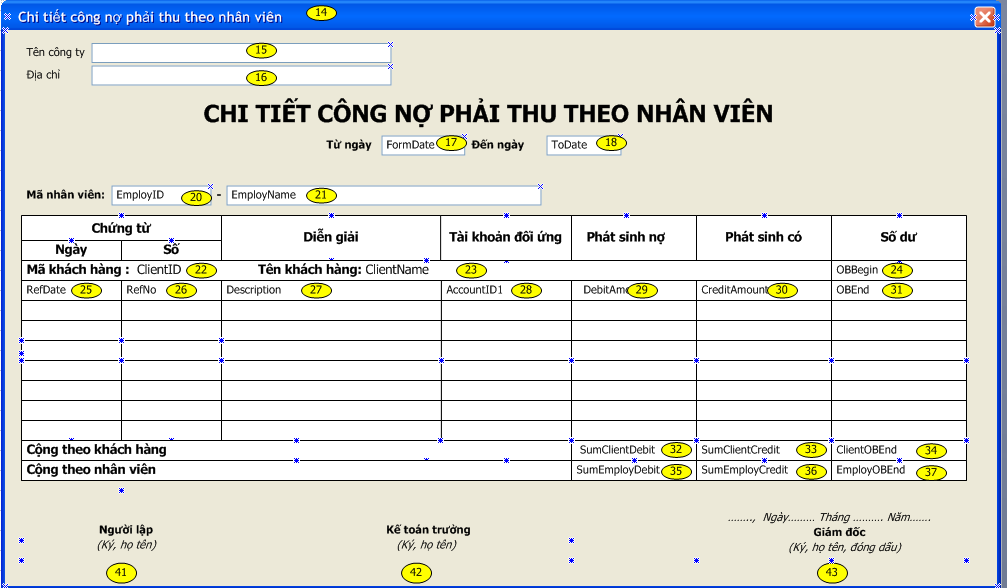 Chi tiết công nợ phải thu theo nhân viên 14
Tên công ty 15
Địa chỉ 16
CHI TIẾT CÔNG NỢ PHẢI THU THEO NHÂN VIÊN
Từ ngày FormDate 17 Đến ngày ToDate 18
Mã nhân viên: EmployID 20 - EmployName 21
Chứng từ Diễn giải Tài khoản đối ứng Phát sinh nợ Phát sinh có Số dư
Ngày Số
Mã khách hàng : ClientID 22 Tên khách hàng: ClientName 23 OBBegin 24
RefDate 25 RefNo 26 Description 27 AccountID1 28 DebitAmo 29 CreditAmount 30 OBEnd 31
Cộng theo khách hàng SumClientDebit 32 SumClientCredit 33 ClientOBEnd 34
Cộng theo nhân viên SumEmployDebit 35 SumEmployCredit 36 EmployOBEnd 37
........, Ngày......... Tháng .......... Năm.......
Người lập Kế toán trưởng Giám đốc
(Ký, họ tên) (Ký, họ tên) (Ký, họ tên, đóng dấu)
41 42 43